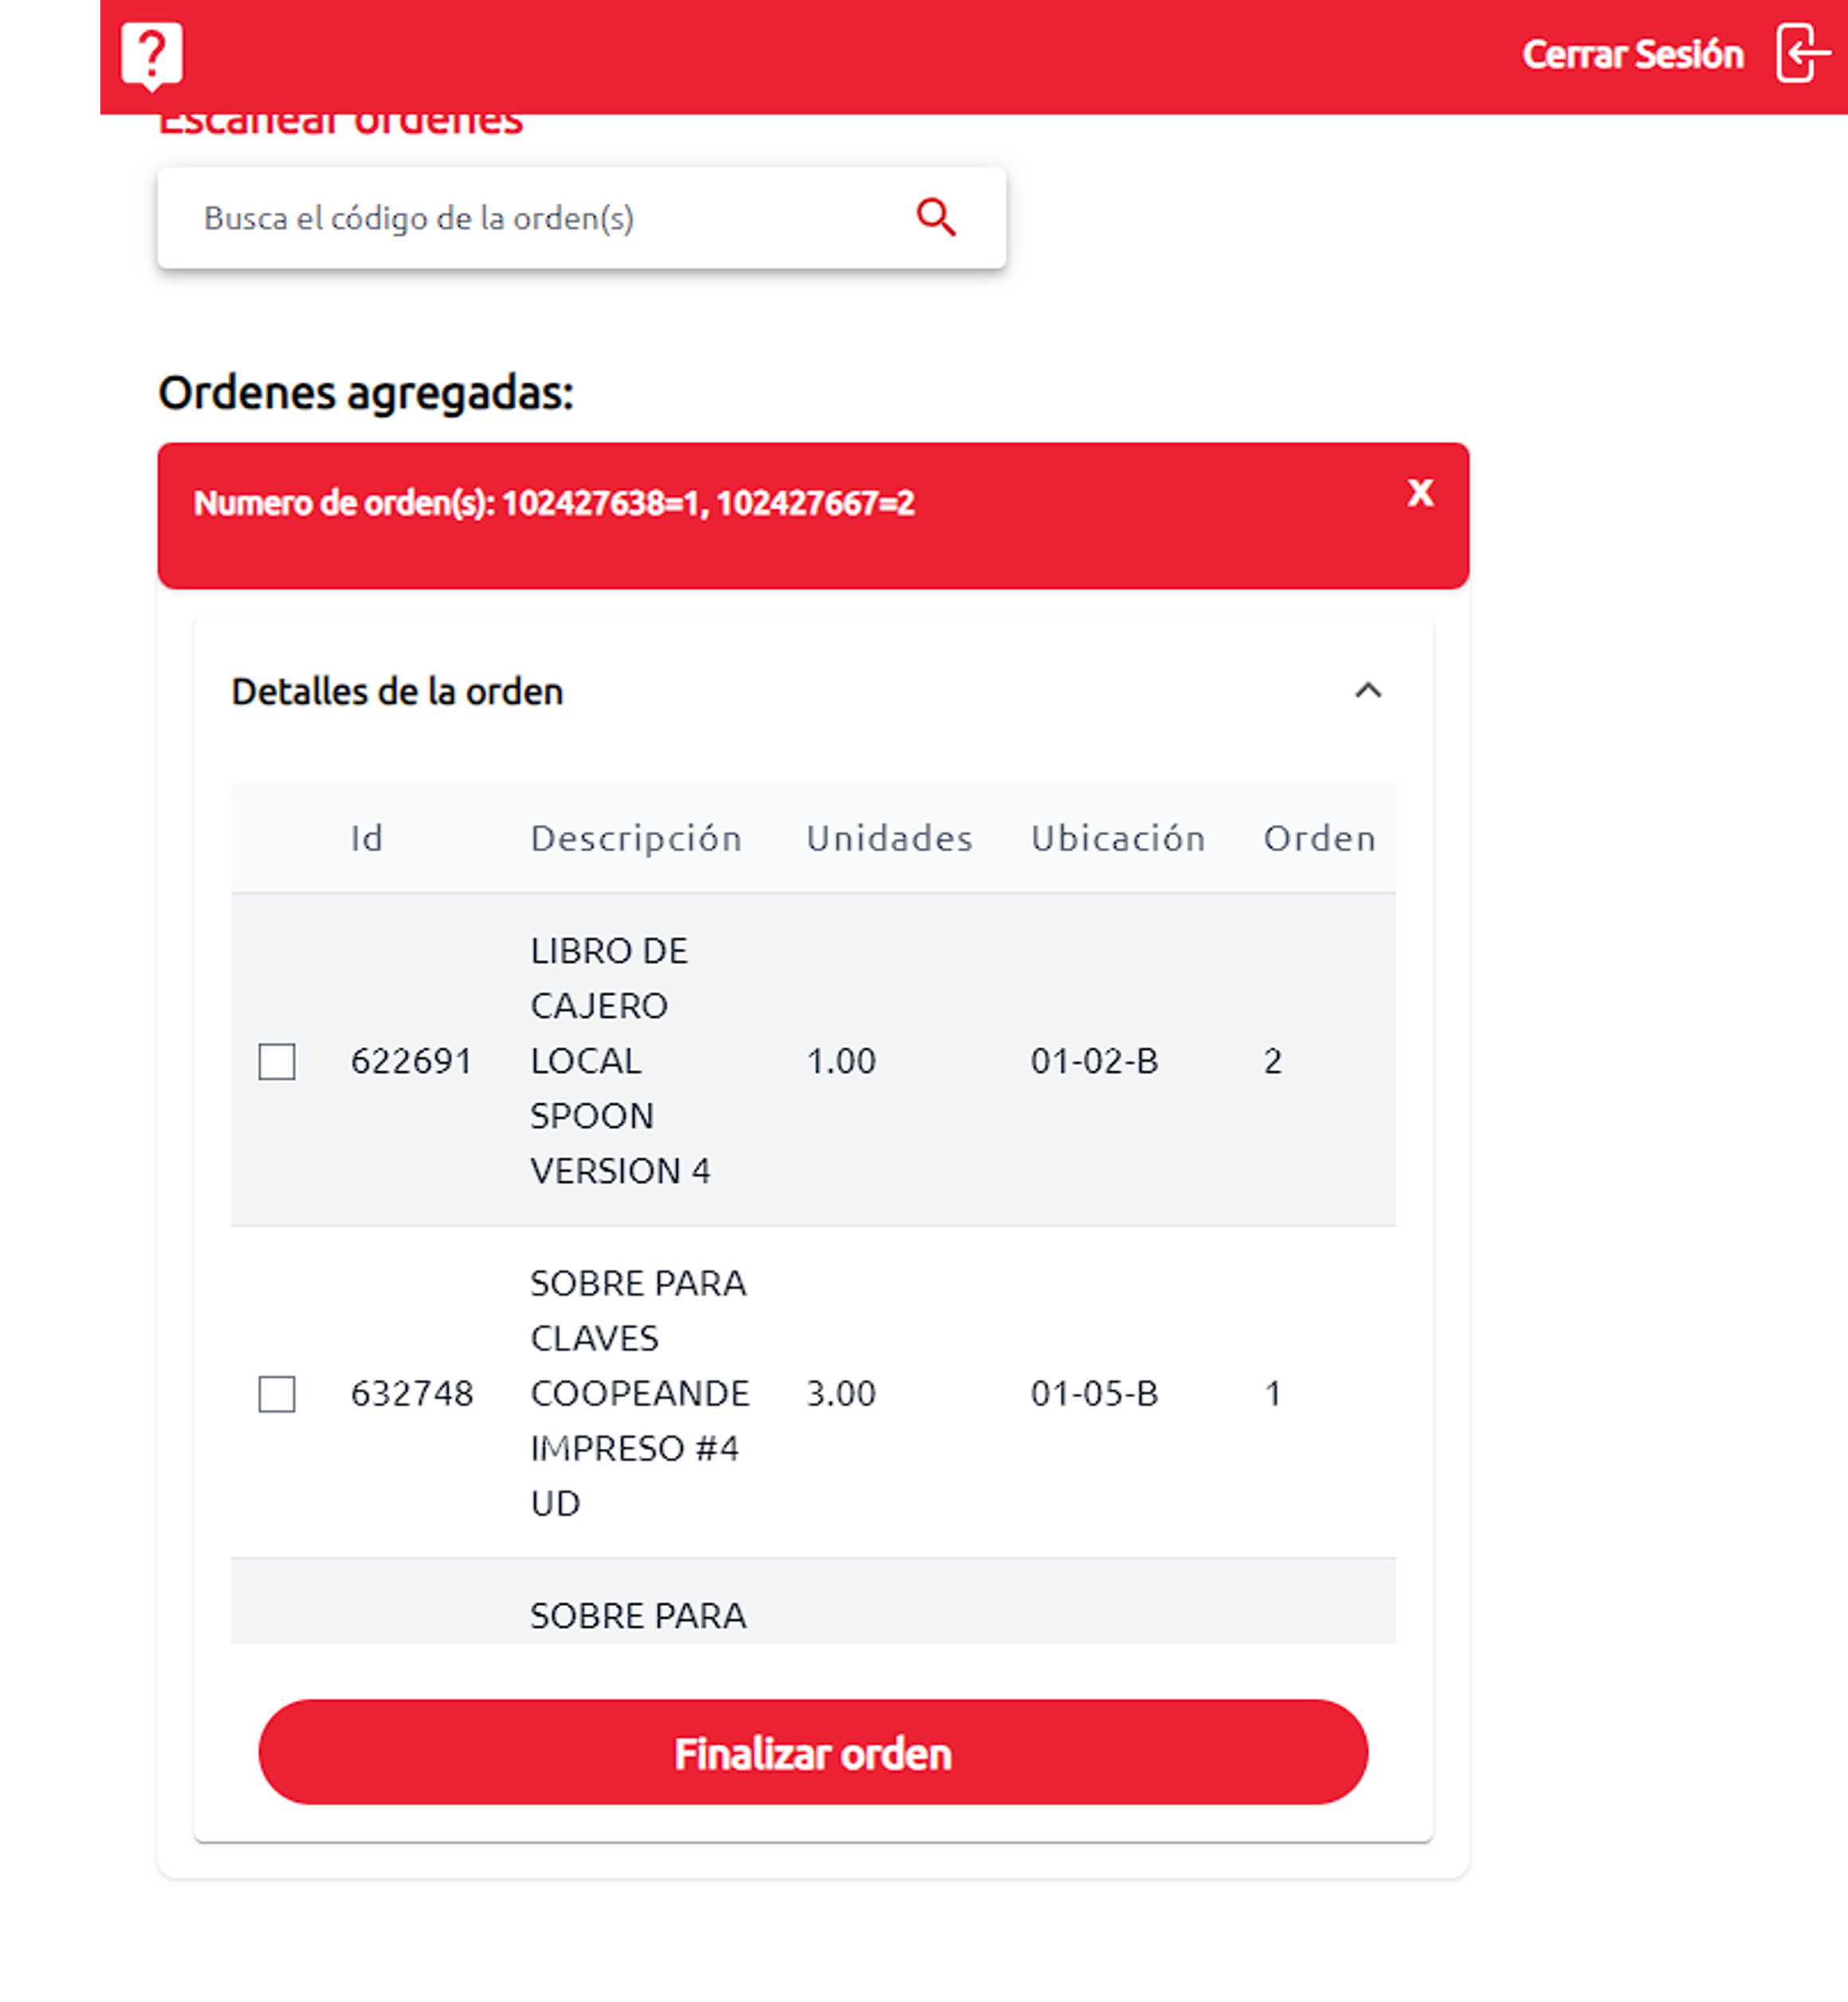 Cerrar Sesión
Escanear ordenes
Busca el código de la orden(s)
Ordenes agregadas:
Numero de orden(s): 102427638=1, 102427667=2
X
Detalles de la orden
Id Descripción Unidades Ubicación Orden
LIBRO DE
CAJERO
622691 LOCAL 1.00 01-02-B 2
SPOON
VERSION 4
SOBRE PARA
CLAVES
632748 COOPEANDE 3.00 01-05-B 1
IMPRESO #4
UD
SOBRE PARA
Finalizar orden